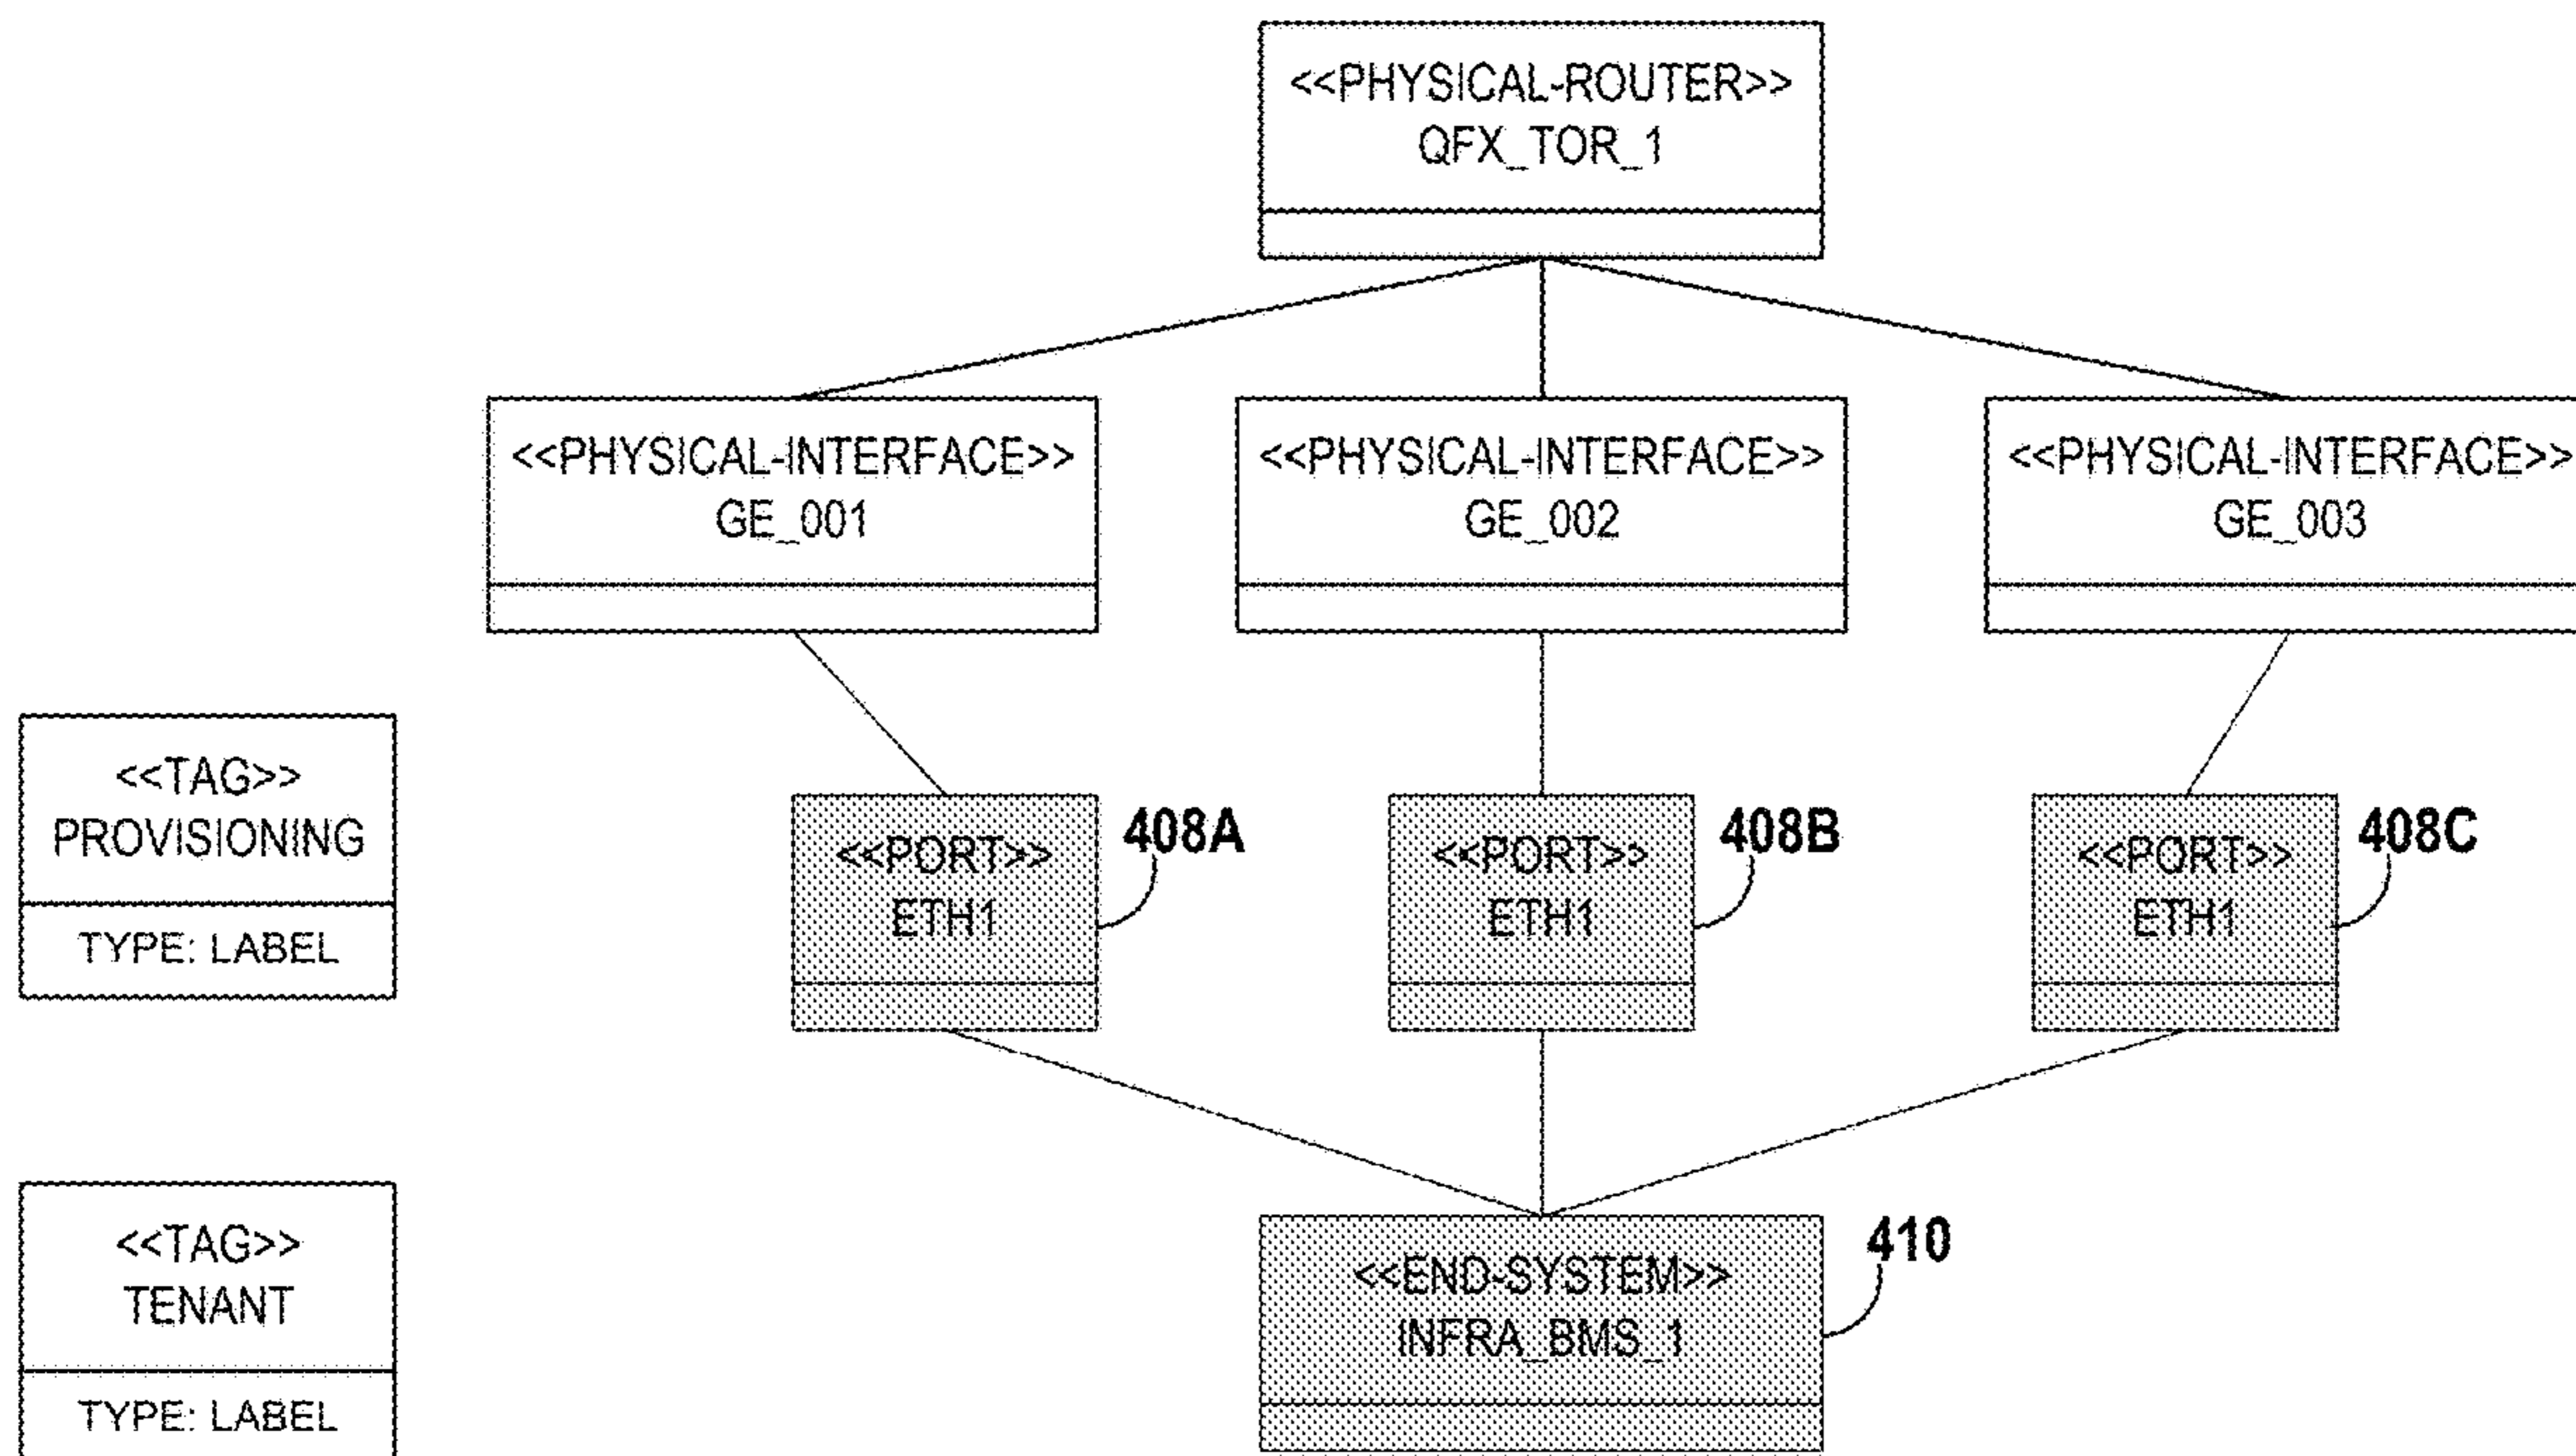 <<PHYSICAL-ROUTER>>
QFX_TOR_1
<<PHYSICAL-INTERFACE>>
GE_001
<<PHYSICAL-INTERFACE>>
GE_002
<<PHYSICAL-INTERFACE>>
GE_003
<<TAG>>
PROVISIONING
TYPE: LABEL
<<PORT>>
ETH1
408A
<<PORT>>
ETH1
408B
<<PORT>>
ETH1
408C
<<TAG>>
TENANT
TYPE: LABEL
<<END-SYSTEM>>
INFRA_BMS_1
410